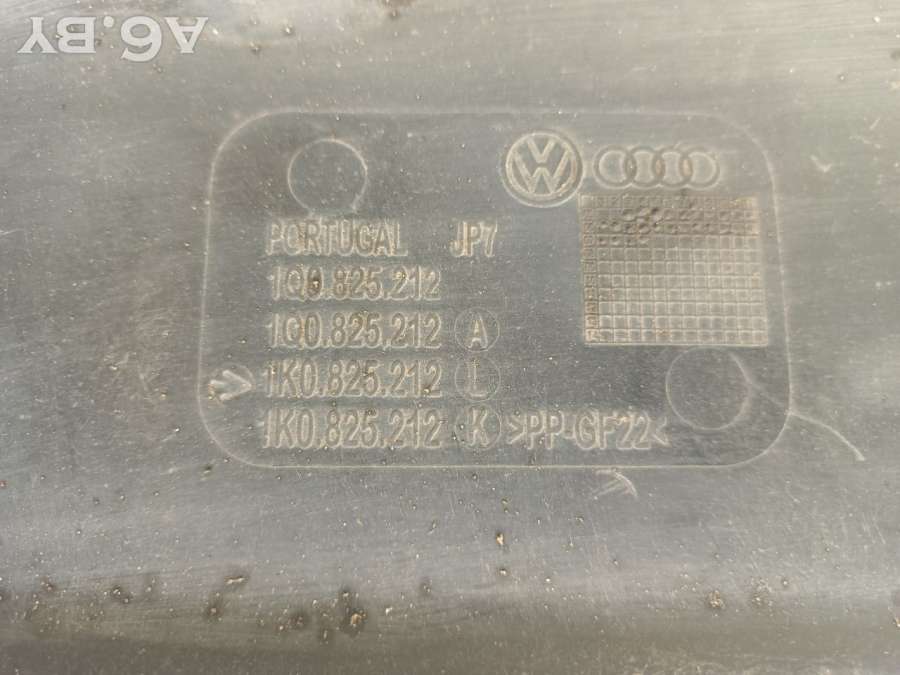 A6.BY
PORTUGAL JP7
1Q0.825.212
1Q0.825.212 A
1K0.825.212 L
1K0.825.212 K >PP-GF22<